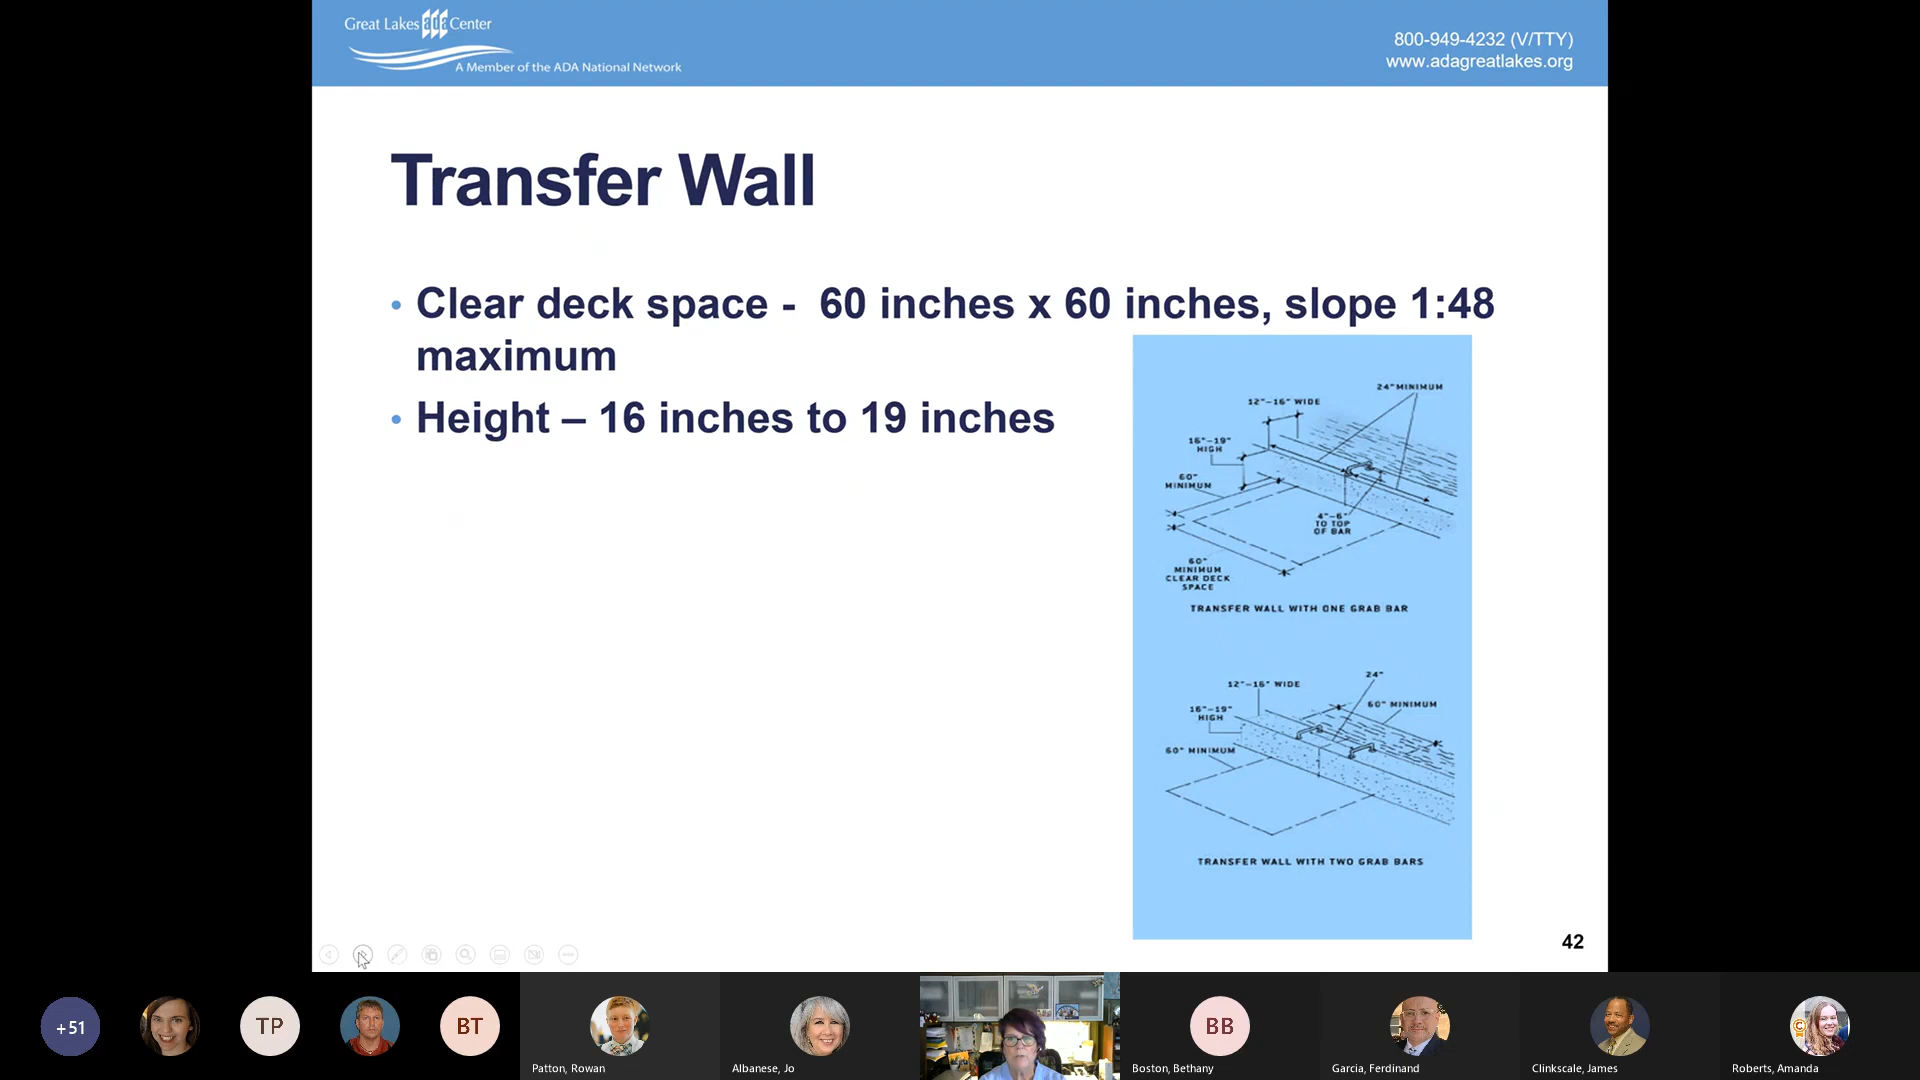 Great Lakes ada Center
A Member of the ADA National Network
800-949-4232 (V/TTY)
www.adagreatlakes.org
Transfer Wall
• Clear deck space - 60 inches x 60 inches, slope 1:48
maximum
• Height – 16 inches to 19 inches
24" MINIMUM
12"–16" WIDE
16"–19"
HIGH
60"
MINIMUM
4"–6"
TO TOP
OF BAR
60"
MINIMUM
CLEAR DECK
SPACE
TRANSFER WALL WITH ONE GRAB BAR
24"
12"–16" WIDE
60" MINIMUM
16"–19"
HIGH
60" MINIMUM
TRANSFER WALL WITH TWO GRAB BARS
42
+51
TP
BT
BB
Patton, Rowan
Albanese, Jo
Boston, Bethany
Garcia, Ferdinand
Clinkscale, James
Roberts, Amanda